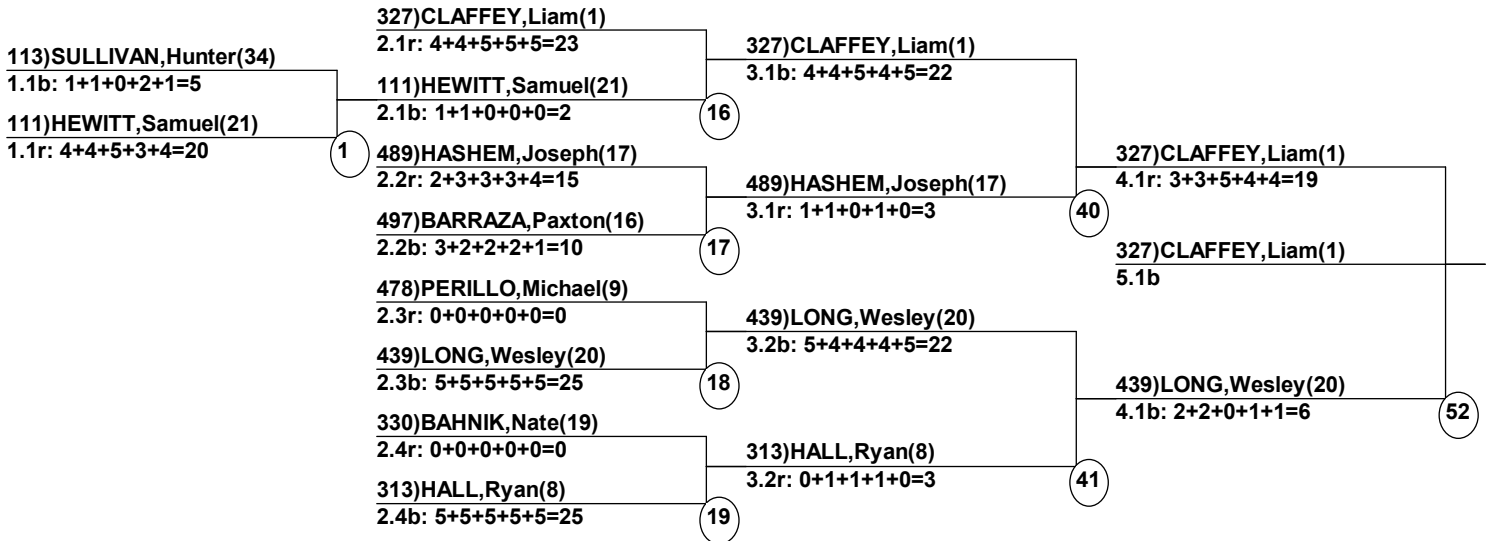 113)SULLIVAN,Hunter(34)
1.1b: 1+1+0+2+1=5
111)HEWITT,Samuel(21)
1.1r: 4+4+5+3+4=20
1
327)CLAFFEY,Liam(1)
2.1r: 4+4+5+5+5=23
111)HEWITT,Samuel(21)
2.1b: 1+1+0+0+0=2
16
489)HASHEM,Joseph(17)
2.2r: 2+3+3+3+4=15
497)BARRAZA,Paxton(16)
2.2b: 3+2+2+2+1=10
17
478)PERILLO,Michael(9)
2.3r: 0+0+0+0+0=0
439)LONG,Wesley(20)
2.3b: 5+5+5+5+5=25
18
330)BAHNIK,Nate(19)
2.4r: 0+0+0+0+0=0
313)HALL,Ryan(8)
2.4b: 5+5+5+5+5=25
19
327)CLAFFEY,Liam(1)
3.1b: 4+4+5+4+5=22
489)HASHEM,Joseph(17)
3.1r: 1+1+0+1+0=3
40
439)LONG,Wesley(20)
3.2b: 5+4+4+4+5=22
313)HALL,Ryan(8)
3.2r: 0+1+1+1+0=3
41
327)CLAFFEY,Liam(1)
4.1r: 3+3+5+4+4=19
327)CLAFFEY,Liam(1)
5.1b
439)LONG,Wesley(20)
4.1b: 2+2+0+1+1=6
52